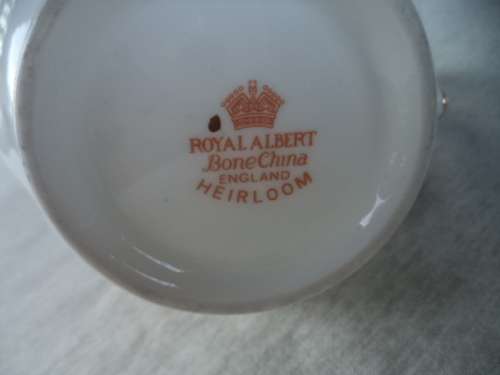 ROYAL ALBERT
Bone China
ENGLAND
HEIRLOOM